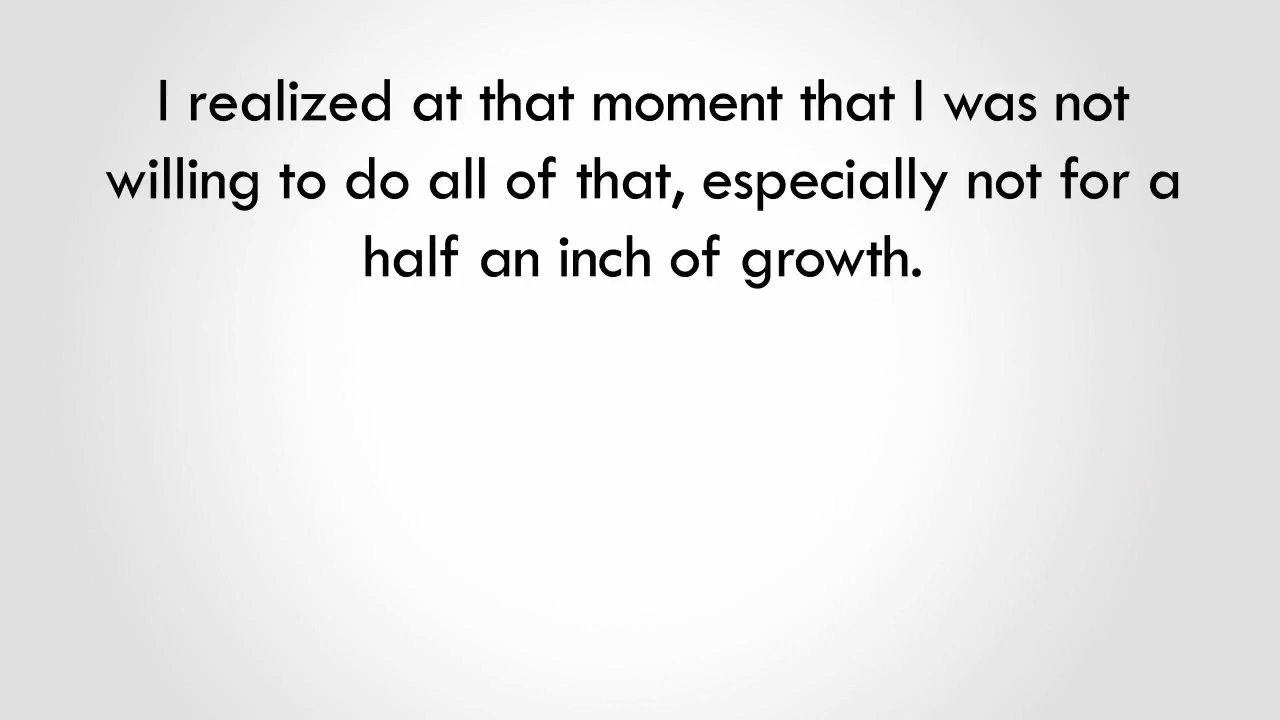 I realized at that moment that I was not
willing to do all of that, especially not for a
half an inch of growth.